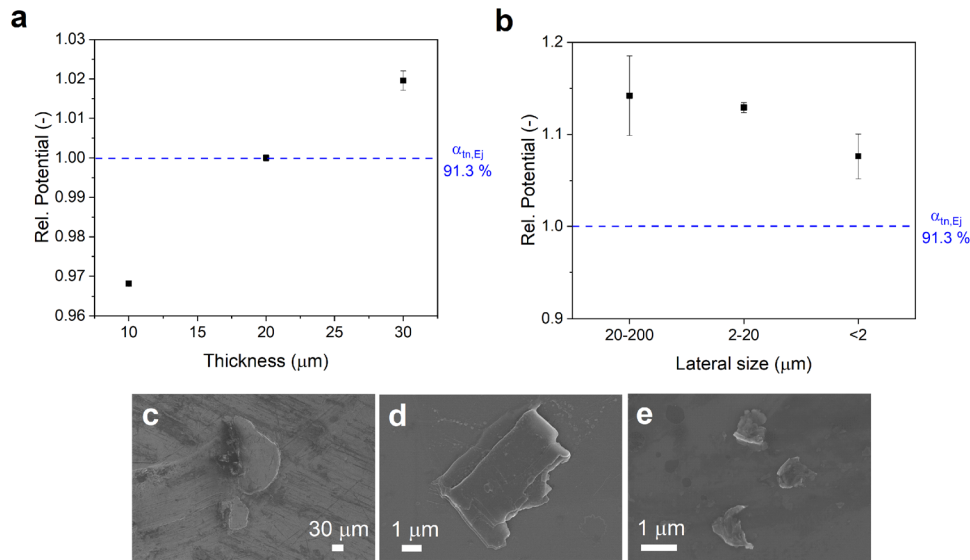 a
1.03
1.02
1.01
1.00
0.99
0.98
0.97
0.96
Rel. Potential (-)
10
15
20
25
30
Thickness (μm)
α_tn,Ej
91.3 %
b
1.2
1.1
1.0
0.9
Rel. Potential (-)
20-200
2-20
<2
Lateral size (μm)
α_tn,Ej
91.3 %
c
30 μm
d
1 μm
e
1 μm